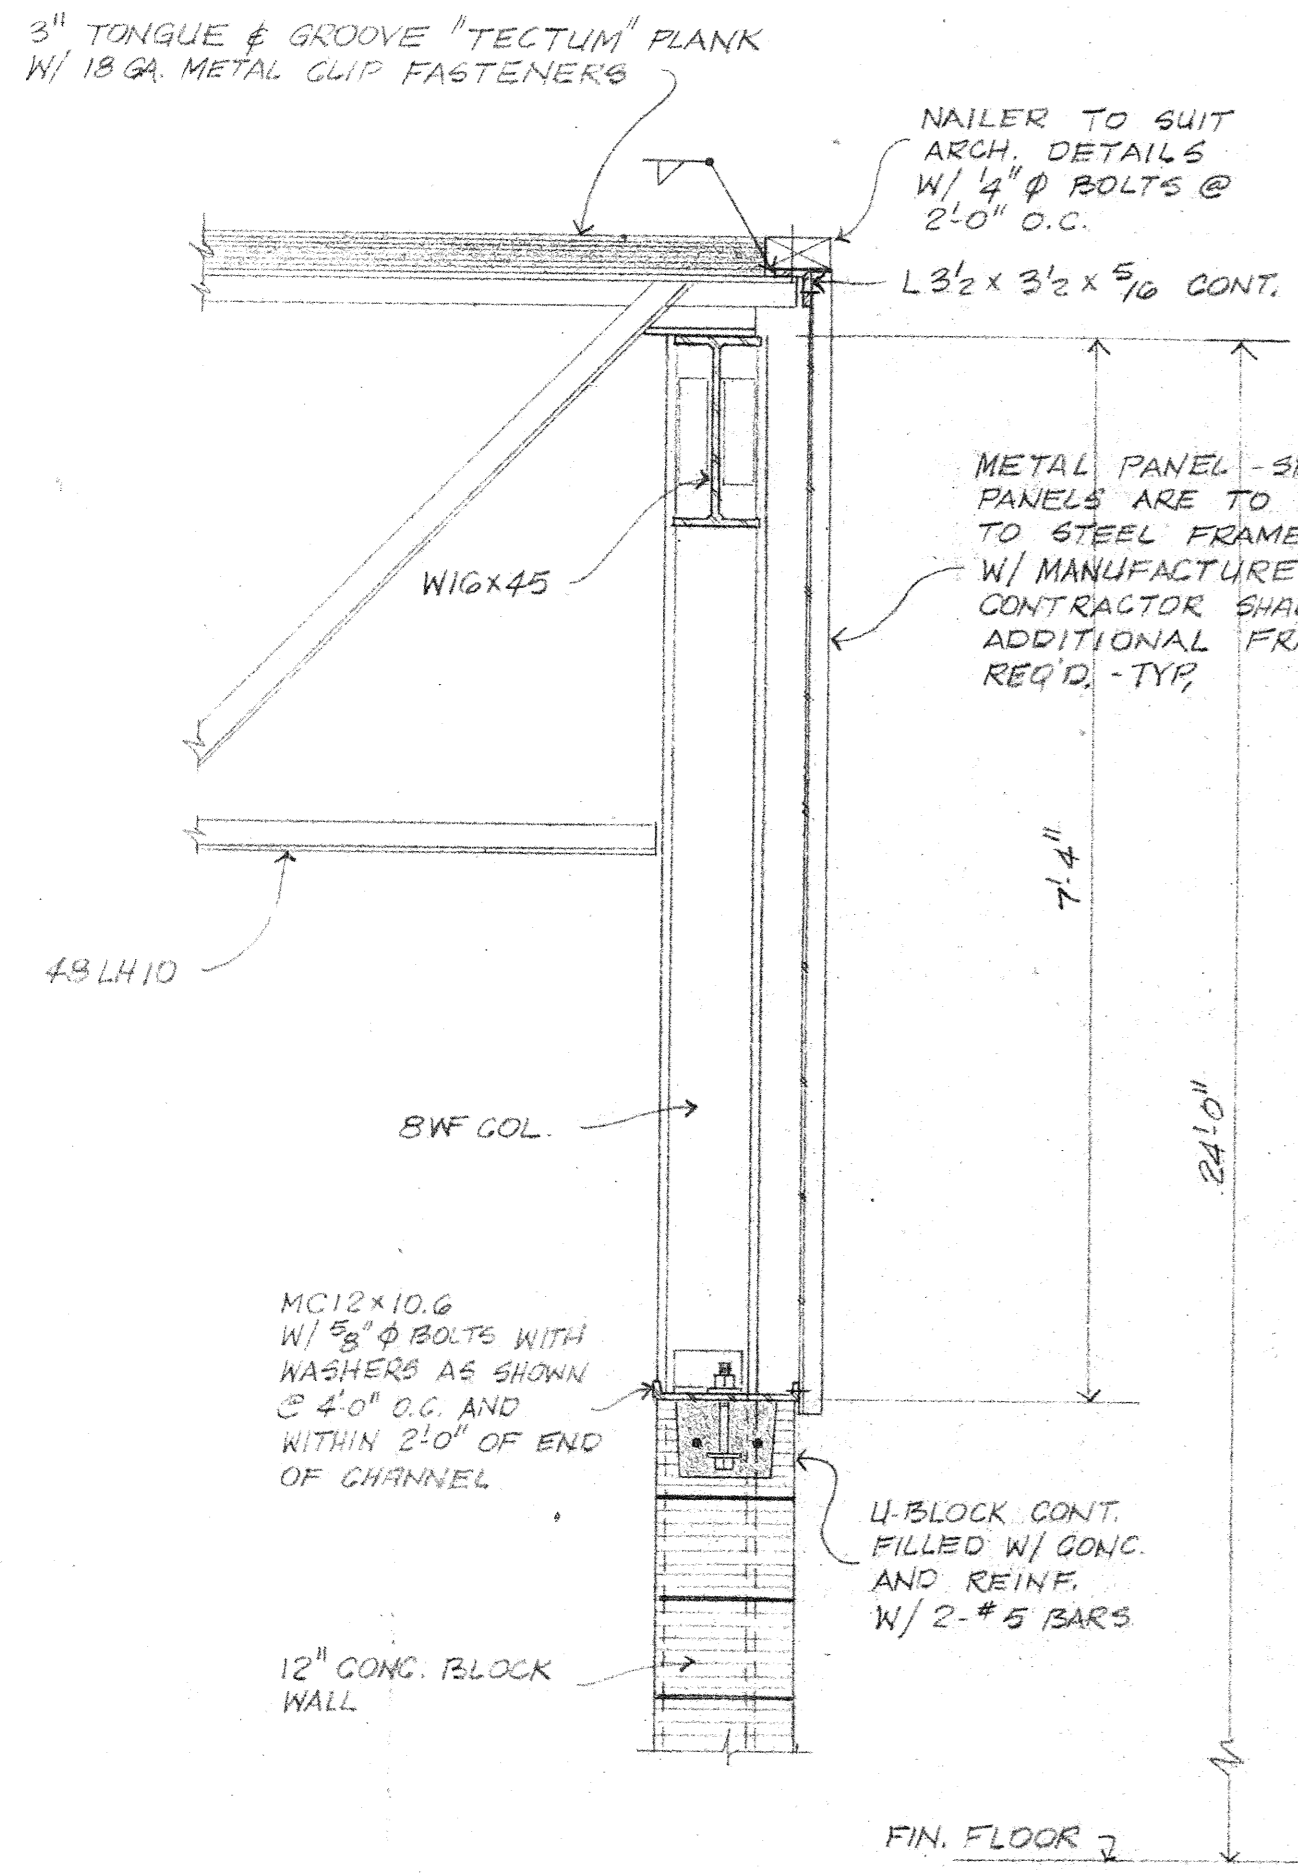 3" TONGUE & GROOVE "TECTUM" PLANK
W/ 18 GA. METAL CLIP FASTENERS
NAILER TO SUIT
ARCH. DETAILS
W/ 1/4" Φ BOLTS @
2'-0" O.C.
L 3 1/2 x 3 1/2 x 5/16 CONT.
METAL PANEL -
PANELS ARE TO
TO STEEL FRAME
W/ MANUFACTURE
CONTRACTOR
ADDITIONAL
REQ'D. - TYP.
W16x45
7'-4"
48LH10
24'-0"
8WF COL.
MC12x10.6
W/ 5/8" Φ BOLTS WITH
WASHERS AS SHOWN
@ 4'-0" O.C. AND
WITHIN 2'-0" OF END
OF CHANNEL
U-BLOCK CONT.
FILLED W/ CONC.
AND REINF.
W/ 2-#5 BARS
12" CONC. BLOCK
WALL
FIN. FLOOR